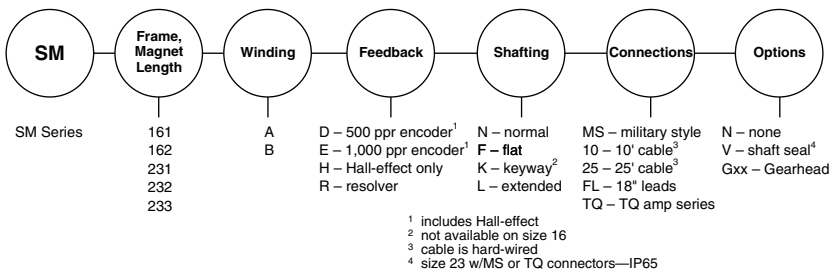 SM
Frame,
Magnet
Length
Winding
Feedback
Shafting
Connections
Options
SM Series
161
162
231
232
233
A
B
D – 500 ppr encoder¹
E – 1,000 ppr encoder¹
H – Hall-effect only
R – resolver
N – normal
F – flat
K – keyway²
L – extended
MS – military style
10 – 10' cable³
25 – 25' cable³
FL – 18" leads
TQ – TQ amp series
N – none
V – shaft seal⁴
Gxx – Gearhead
¹ includes Hall-effect
² not available on size 16
³ cable is hard-wired
⁴ size 23 w/MS or TQ connectors—IP65